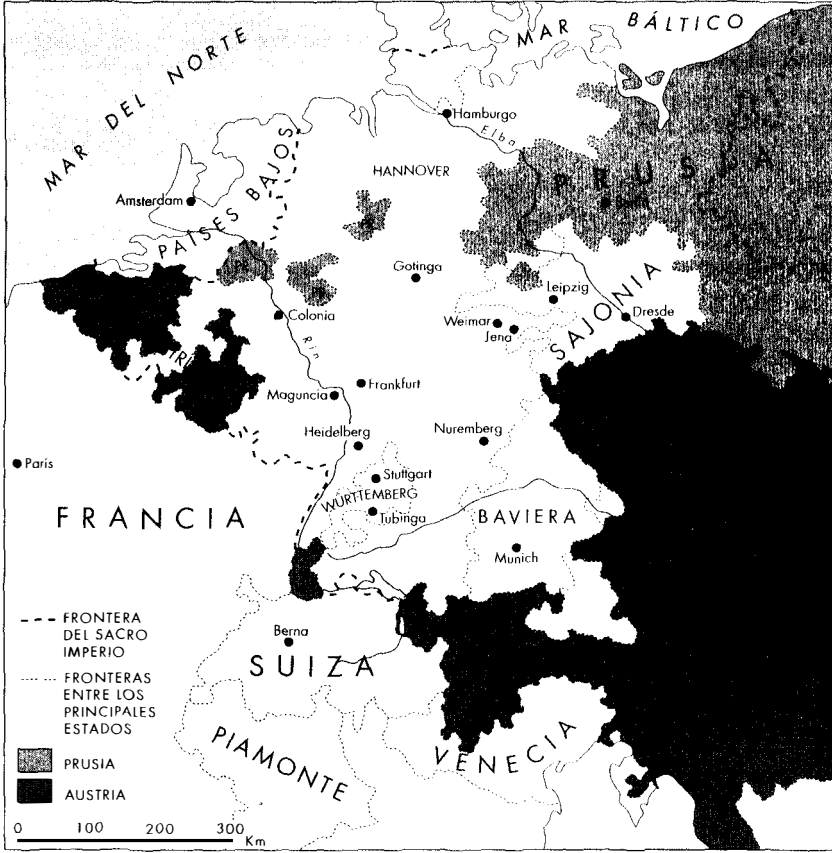 MAR BÁLTICO
MAR DEL NORTE
Hamburgo
Elba
HANNOVER
PRUSIA
Amsterdam
PAÍSES BAJOS
Gotinga
Leipzig
SAJONIA
Colonia
Weimar
Dresde
Jena
Rin
Frankfurt
Maguncia
Heidelberg
Nuremberg
París
Stuttgart
WÜRTTEMBERG
FRANCIA
Tubinga
BAVIERA
Munich
Berna
SUIZA
PIAMONTE
VENECIA
FRONTERA
DEL SACRO
IMPERIO
FRONTERAS
ENTRE LOS
PRINCIPALES
ESTADOS
PRUSIA
AUSTRIA
0 100 200 300
Km